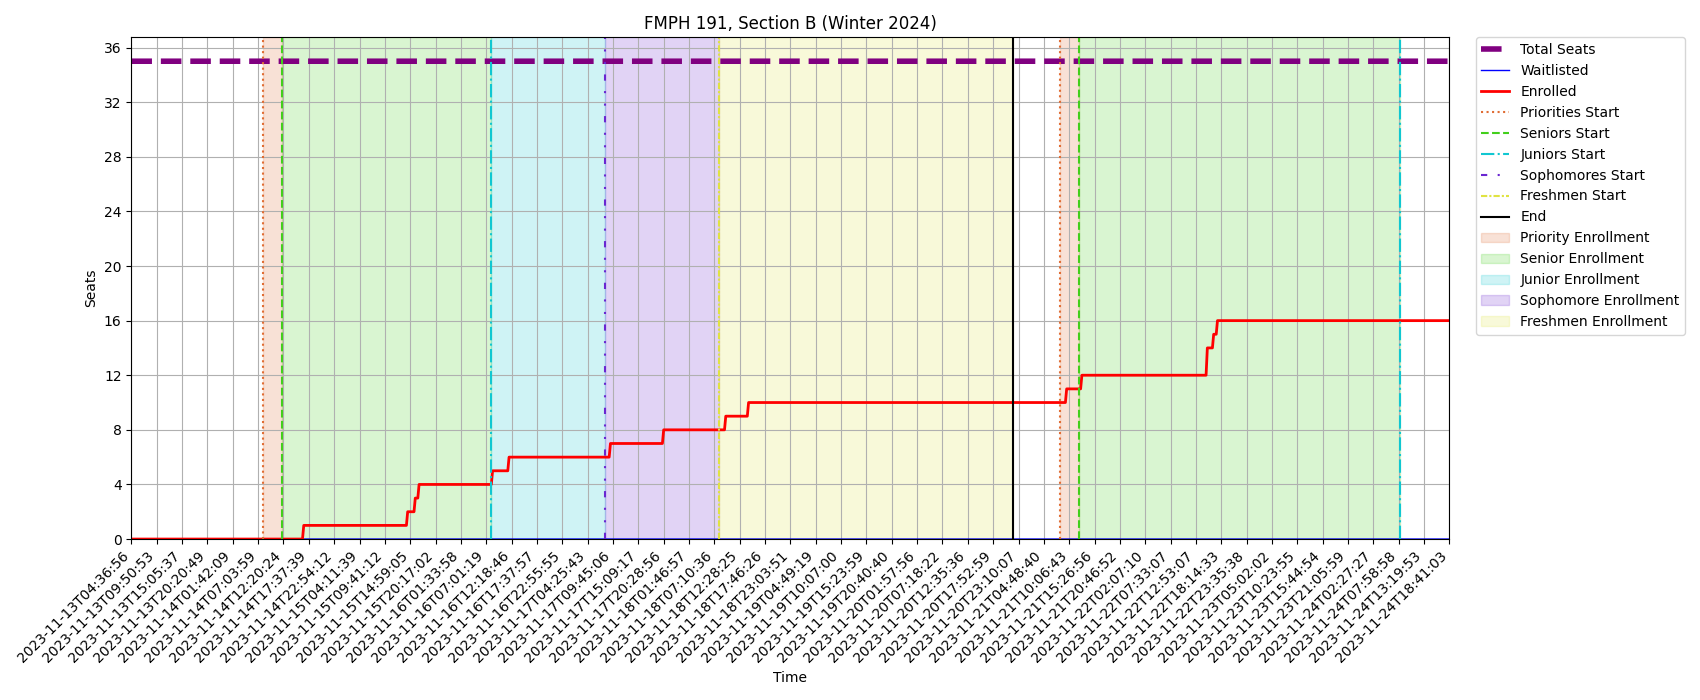 FMPH 191, Section B (Winter 2024)
Seats
36
32
28
24
20
16
12
8
4
0
2023-11-13T04:36:56
2023-11-13T09:50:53
2023-11-13T15:05:37
2023-11-13T20:20:49
2023-11-14T01:42:09
2023-11-14T07:03:59
2023-11-14T12:20:24
2023-11-14T17:37:39
2023-11-14T22:54:12
2023-11-15T04:11:39
2023-11-15T09:41:12
2023-11-15T14:59:05
2023-11-15T20:17:02
2023-11-16T01:33:58
2023-11-16T07:01:19
2023-11-16T12:18:46
2023-11-16T17:37:57
2023-11-16T22:55:55
2023-11-17T04:25:43
2023-11-17T09:45:06
2023-11-17T15:09:17
2023-11-17T20:28:56
2023-11-18T01:46:57
2023-11-18T07:10:36
2023-11-18T12:28:25
2023-11-18T17:46:26
2023-11-18T23:03:51
2023-11-19T04:49:19
2023-11-19T10:07:00
2023-11-19T15:23:59
2023-11-19T20:40:40
2023-11-20T01:57:56
2023-11-20T07:18:22
2023-11-20T12:35:36
2023-11-20T17:52:59
2023-11-20T23:10:07
2023-11-21T04:48:40
2023-11-21T10:06:43
2023-11-21T15:26:56
2023-11-21T20:46:52
2023-11-22T02:07:10
2023-11-22T07:33:07
2023-11-22T12:53:07
2023-11-22T18:14:33
2023-11-22T23:35:38
2023-11-23T05:02:02
2023-11-23T10:23:55
2023-11-23T15:44:54
2023-11-23T21:05:59
2023-11-24T02:27:27
2023-11-24T07:58:58
2023-11-24T13:19:53
2023-11-24T18:41:03
Time
Total Seats
Waitlisted
Enrolled
Priorities Start
Seniors Start
Juniors Start
Sophomores Start
Freshmen Start
End
Priority Enrollment
Senior Enrollment
Junior Enrollment
Sophomore Enrollment
Freshmen Enrollment